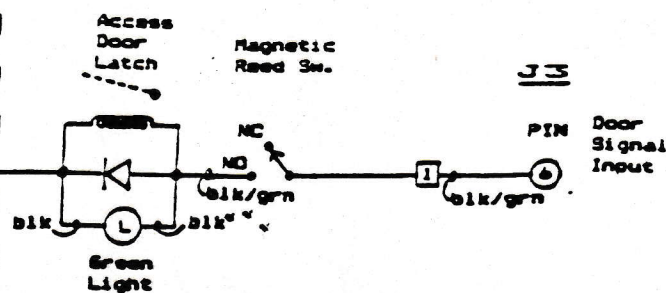 Access
Door
Latch
Magnetic
Reed Sw.
J3
PIN
Door
Signal
Input
NC
NO
blk/grn
1
blk/grn
6
blk
L
blk
Green
Light